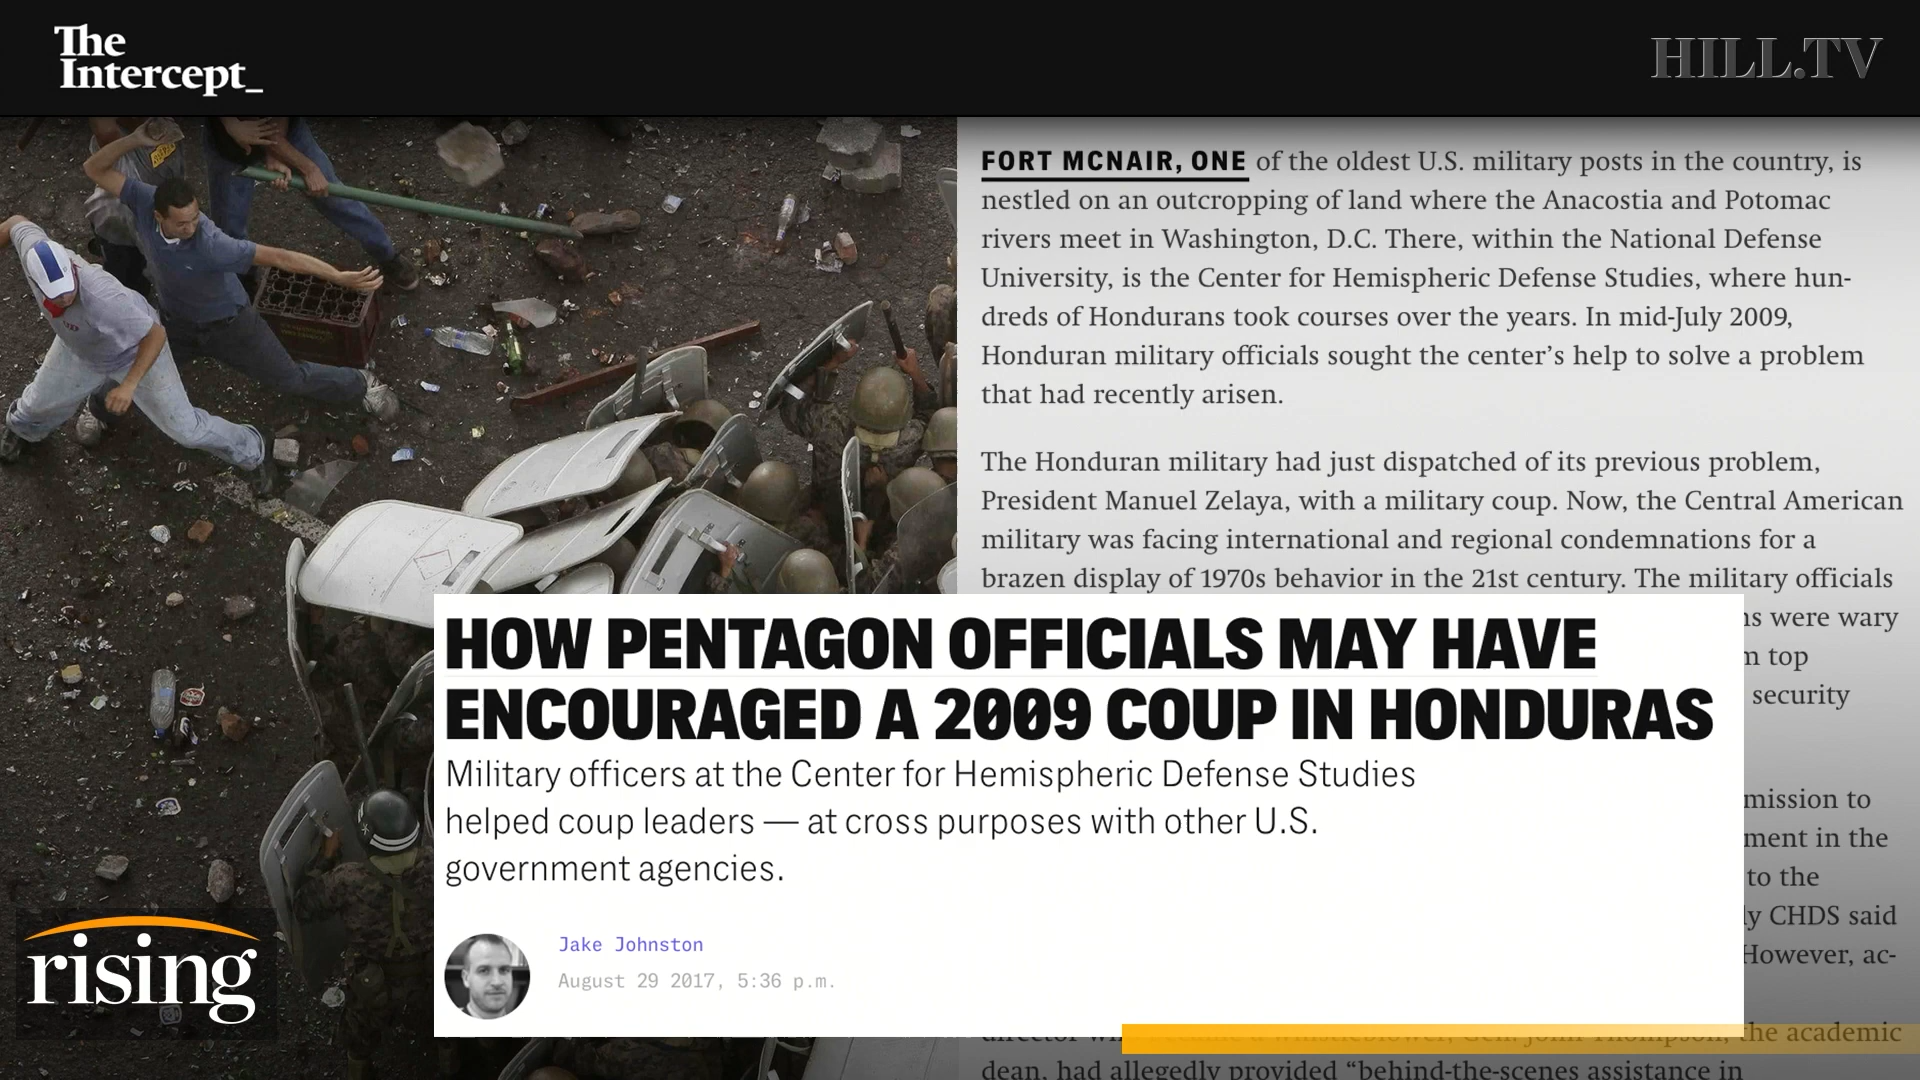 The
Intercept_
HILL.TV
FORT MCNAIR, ONE of the oldest U.S. military posts in the country, is
nestled on an outcropping of land where the Anacostia and Potomac
rivers meet in Washington, D.C. There, within the National Defense
University, is the Center for Hemispheric Defense Studies, where hun-
dreds of Hondurans took courses over the years. In mid-July 2009,
Honduran military officials sought the center's help to solve a problem
that had recently arisen.
The Honduran military had just dispatched of its previous problem,
President Manuel Zelaya, with a military coup. Now, the Central American
military was facing international and regional condemnations for a
brazen display of 1970s behavior in the 21st century. The military officials
were wary
top
security
mission to
ment in the
to the
CHDS said
However, ac-
the academic
dean, had allegedly provided “behind-the-scenes assistance in
HOW PENTAGON OFFICIALS MAY HAVE
ENCOURAGED A 2009 COUP IN HONDURAS
Military officers at the Center for Hemispheric Defense Studies
helped coup leaders — at cross purposes with other U.S.
government agencies.
Jake Johnston
August 29 2017, 5:36 p.m.
rising